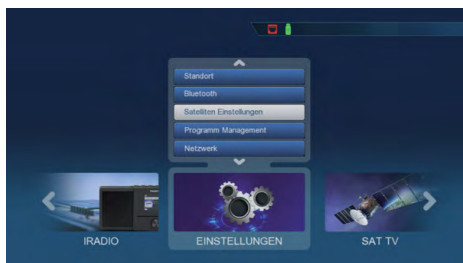 Standort
Bluetooth
Satelliten Einstellungen
Programm Management
Netzwerk
IRADIO
EINSTELLUNGEN
SAT TV